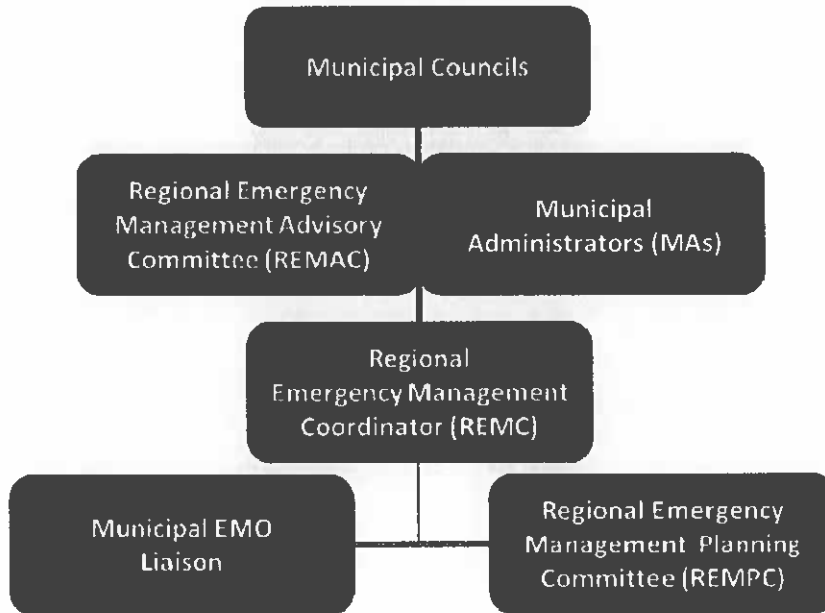 Municipal Councils
Regional Emergency
Management Advisory
Committee (REMAC)
Municipal
Administrators (MAs)
Regional
Emergency Management
Coordinator (REMC)
Municipal EMO
Liaison
Regional Emergency
Management Planning
Committee (REMPC)